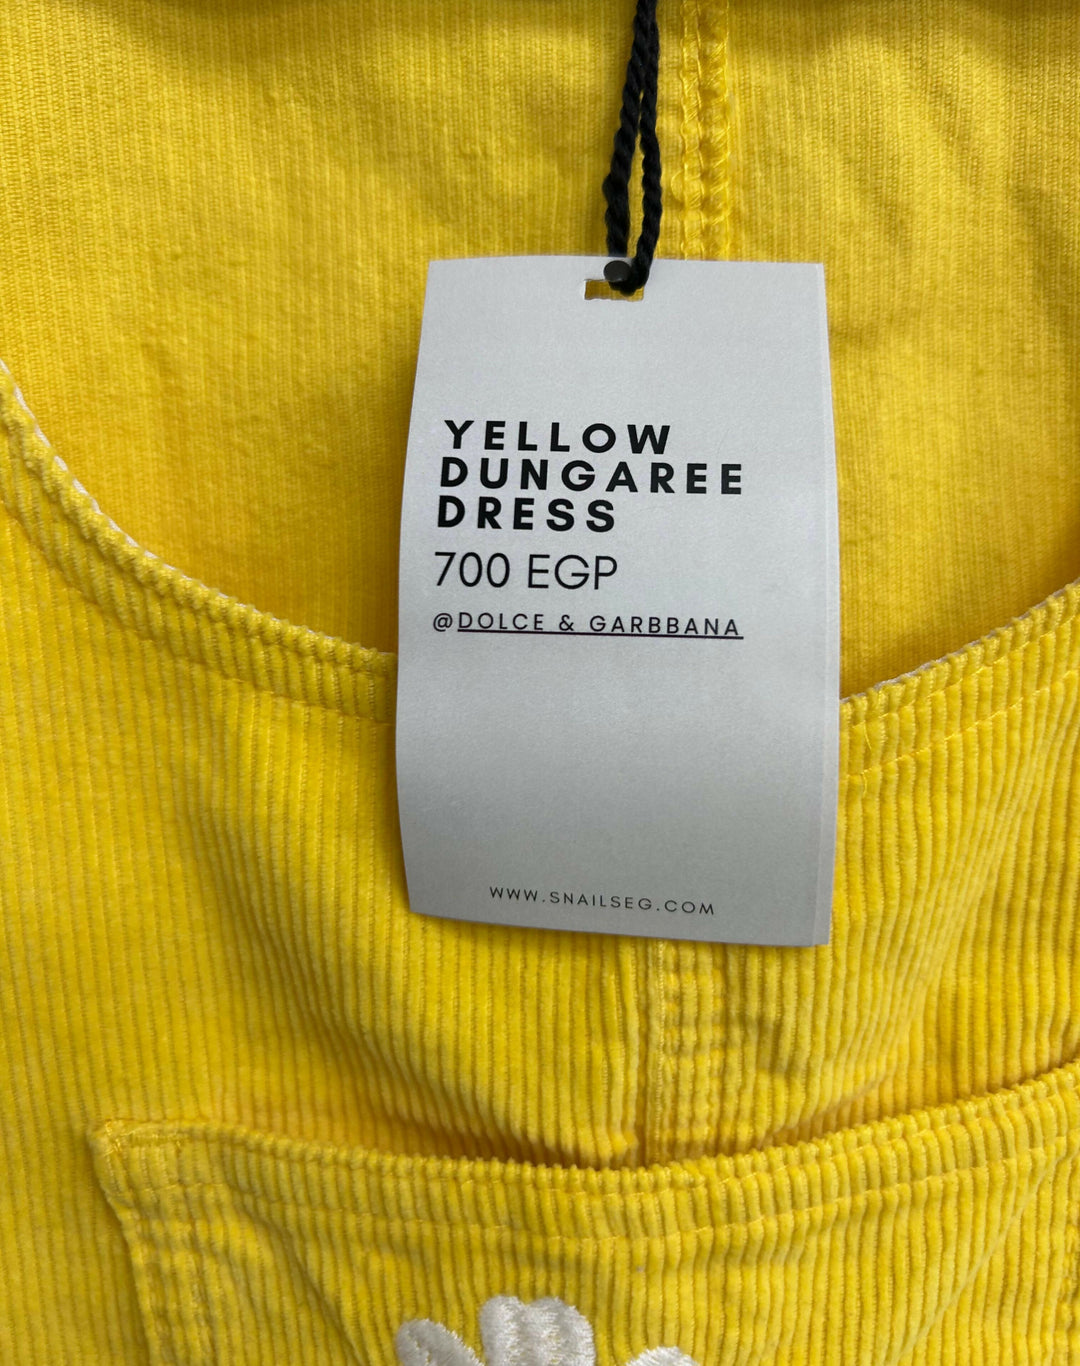 YELLOW
DUNGAREE
DRESS
700 EGP
@DOLCE & GARBBANA
WWW.SNAILSEG.COM